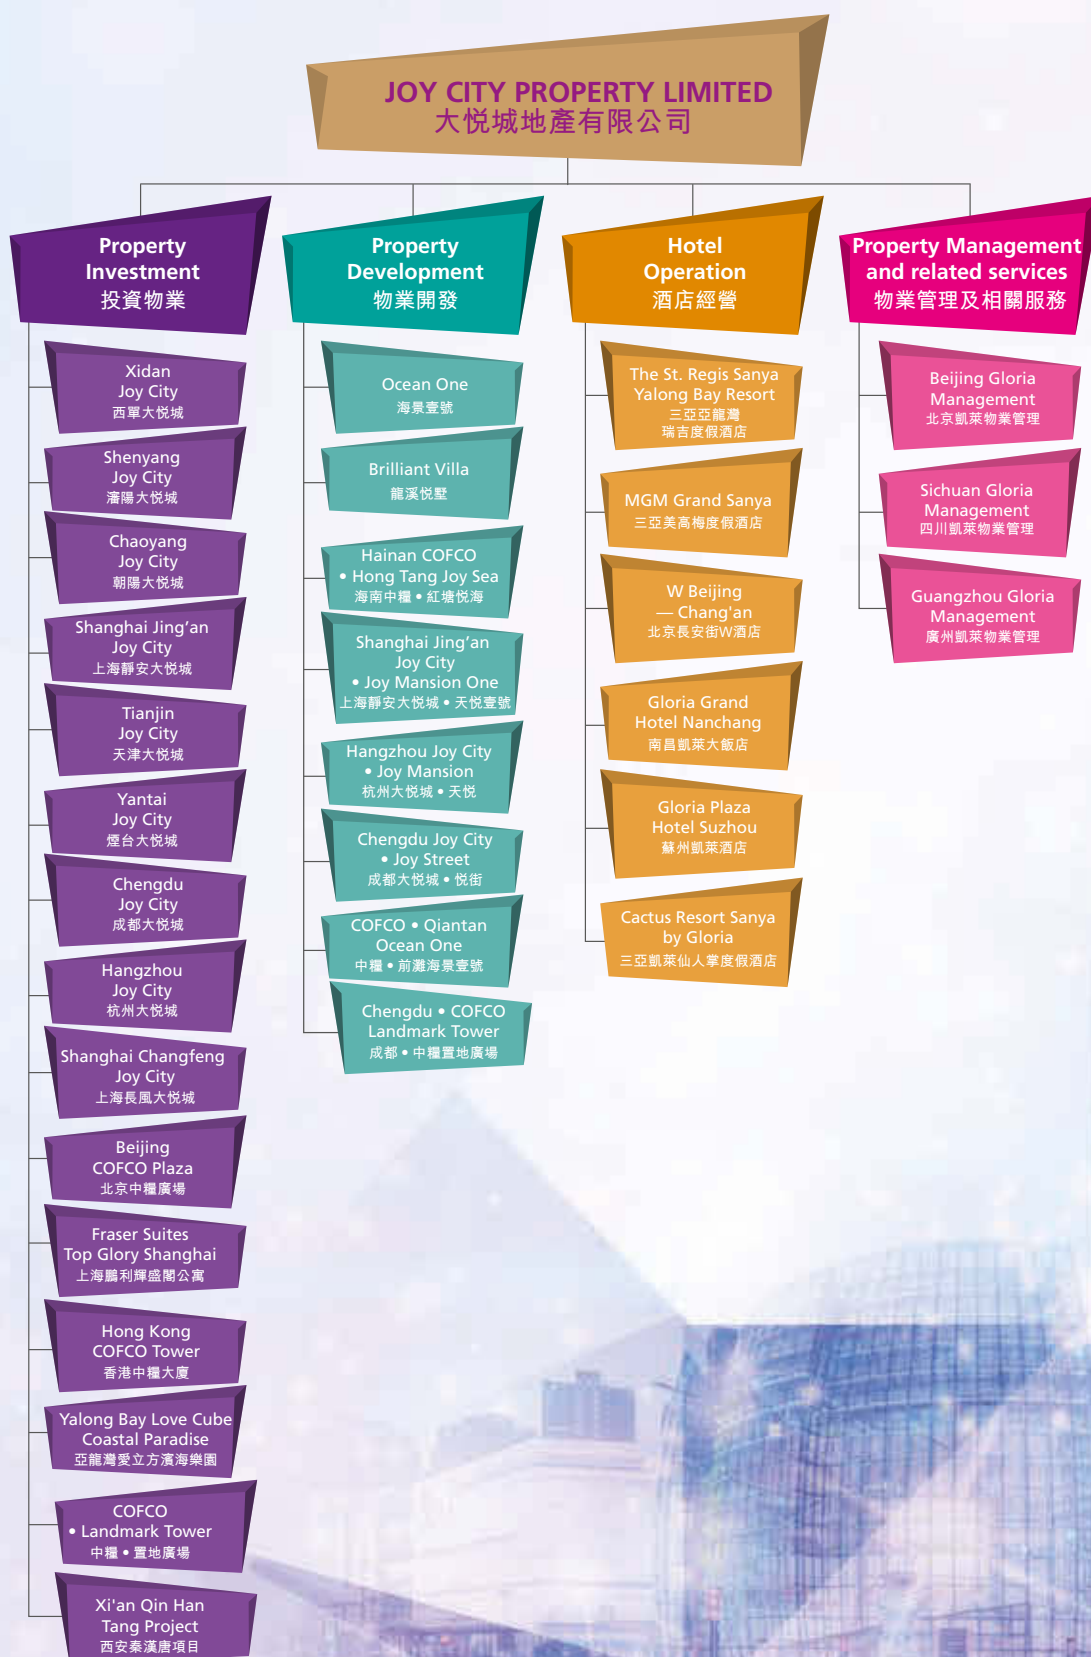 JOY CITY PROPERTY LIMITED
大悦城地產有限公司
Property
Investment
投資物業
Xidan
Joy City
西單大悦城
Shenyang
Joy City
瀋陽大悦城
Chaoyang
Joy City
朝陽大悦城
Shanghai Jing’an
Joy City
上海靜安大悦城
Tianjin
Joy City
天津大悦城
Yantai
Joy City
煙台大悦城
Chengdu
Joy City
成都大悦城
Hangzhou
Joy City
杭州大悦城
Shanghai Changfeng
Joy City
上海長風大悦城
Beijing
COFCO Plaza
北京中糧廣場
Fraser Suites
Top Glory Shanghai
上海鵬利輝盛閣公寓
Hong Kong
COFCO Tower
香港中糧大廈
Yalong Bay Love Cube
Coastal Paradise
亞龍灣愛立方濱海樂園
COFCO
• Landmark Tower
中糧 • 置地廣場
Xi'an Qin Han
Tang Project
西安秦漢唐項目
Property
Development
物業開發
Ocean One
海景壹號
Brilliant Villa
龍溪悦墅
Hainan COFCO
• Hong Tang Joy Sea
海南中糧 • 紅塘悦海
Shanghai Jing’an
Joy City
• Joy Mansion One
上海靜安大悦城 • 天悦壹號
Hangzhou Joy City
• Joy Mansion
杭州大悦城 • 天悦
Chengdu Joy City
• Joy Street
成都大悦城 • 悦街
COFCO • Qiantan
Ocean One
中糧 • 前灘海景壹號
Chengdu • COFCO
Landmark Tower
成都 • 中糧置地廣場
Hotel
Operation
酒店經營
The St. Regis Sanya
Yalong Bay Resort
三亞亞龍灣
瑞吉度假酒店
MGM Grand Sanya
三亞美高梅度假酒店
W Beijing
— Chang'an
北京長安街W酒店
Gloria Grand
Hotel Nanchang
南昌凱萊大飯店
Gloria Plaza
Hotel Suzhou
蘇州凱萊酒店
Cactus Resort Sanya
by Gloria
三亞凱萊仙人掌度假酒店
Property Management
and related services
物業管理及相關服務
Beijing Gloria
Management
北京凱萊物業管理
Sichuan Gloria
Management
四川凱萊物業管理
Guangzhou Gloria
Management
廣州凱萊物業管理